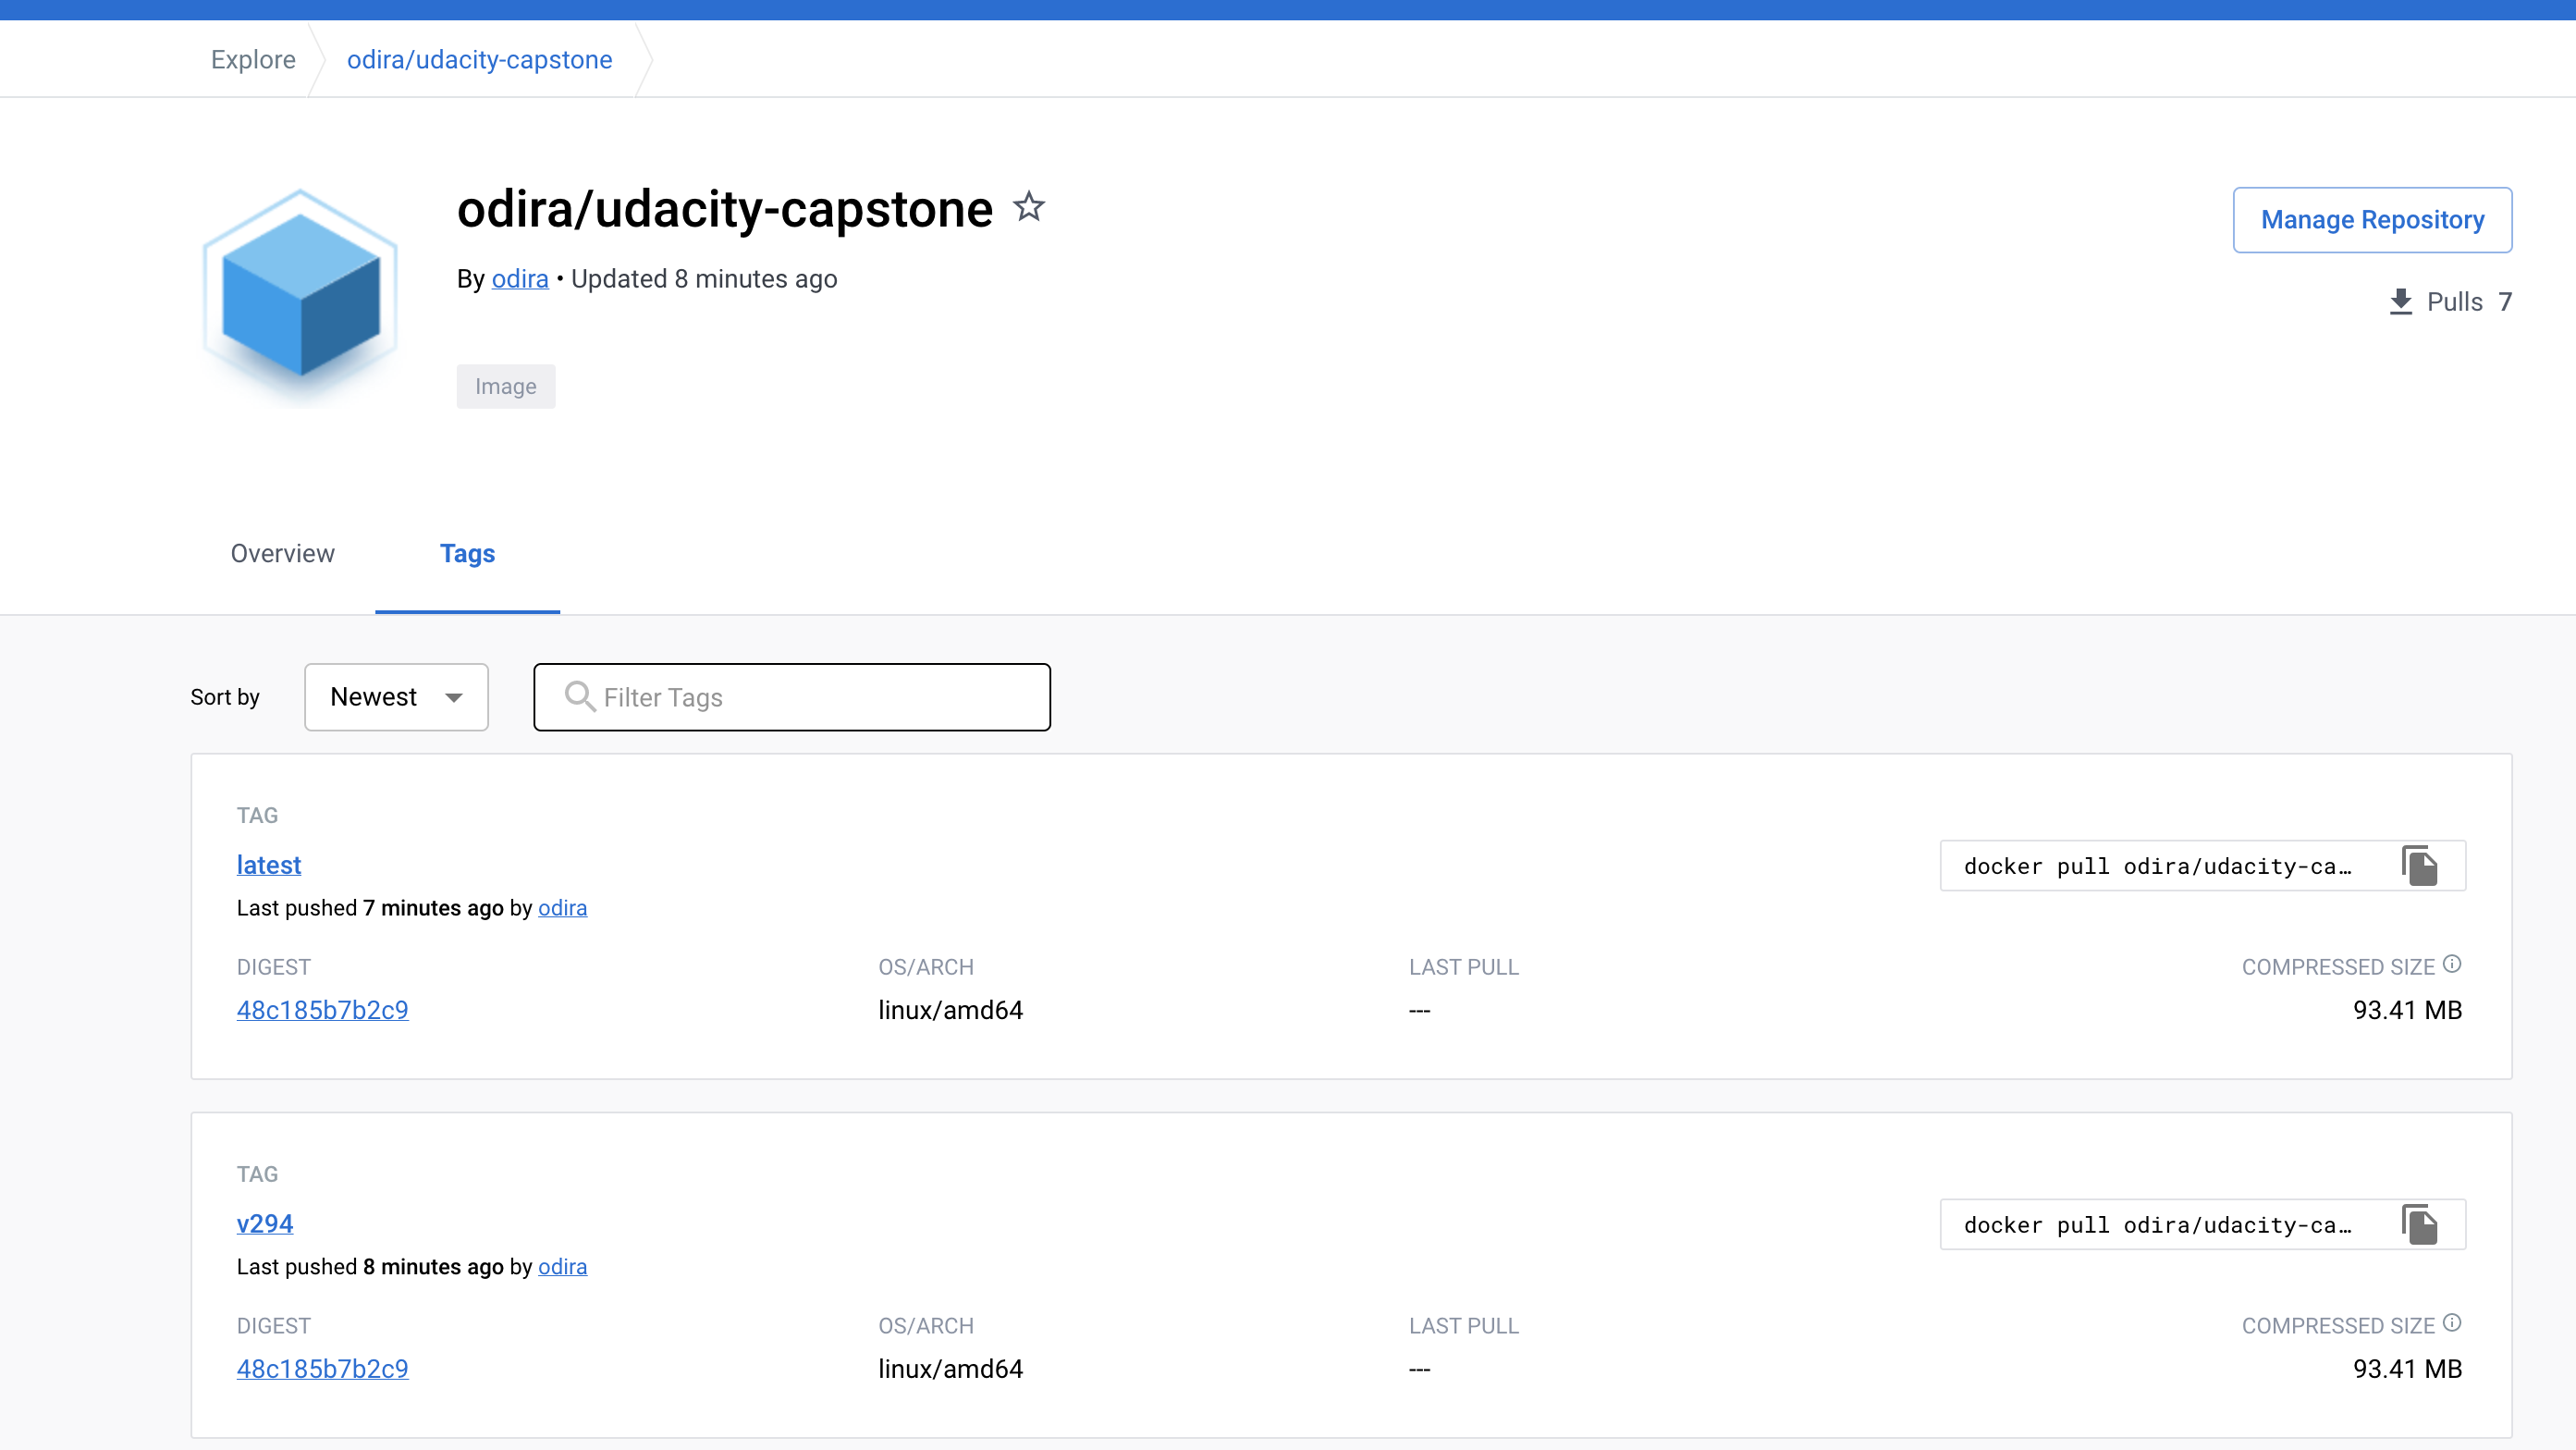 Explore odira/udacity-capstone
odira/udacity-capstone
Manage Repository
By odira • Updated 8 minutes ago
Pulls 7
Image
Overview Tags
Sort by Newest Filter Tags
TAG
latest
docker pull odira/udacity-ca…
Last pushed 7 minutes ago by odira
DIGEST OS/ARCH LAST PULL COMPRESSED SIZE
48c185b7b2c9 linux/amd64 --- 93.41 MB
TAG
v294
docker pull odira/udacity-ca…
Last pushed 8 minutes ago by odira
DIGEST OS/ARCH LAST PULL COMPRESSED SIZE
48c185b7b2c9 linux/amd64 --- 93.41 MB